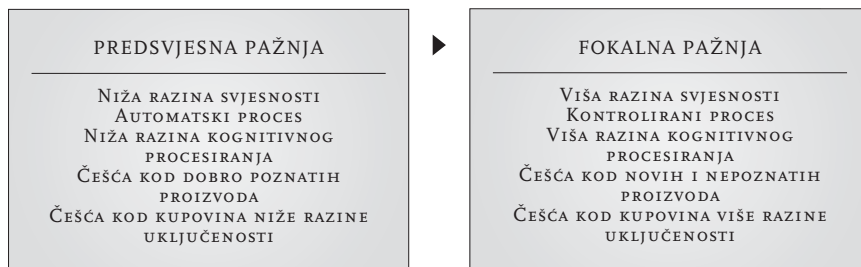 PREDSVJESNA PAŽNJA
NIŽA RAZINA SVJESNOSTI
AUTOMATSKI PROCES
NIŽA RAZINA KOGNITIVNOG
PROCESIRANJA
ČEŠĆA KOD DOBRO POZNATIH
PROIZVODA
ČEŠĆA KOD KUPOVINA NIŽE RAZINE
UKLJUČENOSTI
FOKALNA PAŽNJA
VIŠA RAZINA SVJESNOSTI
KONTROLIRANI PROCES
VIŠA RAZINA KOGNITIVNOG
PROCESIRANJA
ČEŠĆA KOD NOVIH I NEPOZNATIH
PROIZVODA
ČEŠĆA KOD KUPOVINA VIŠE RAZINE
UKLJUČENOSTI